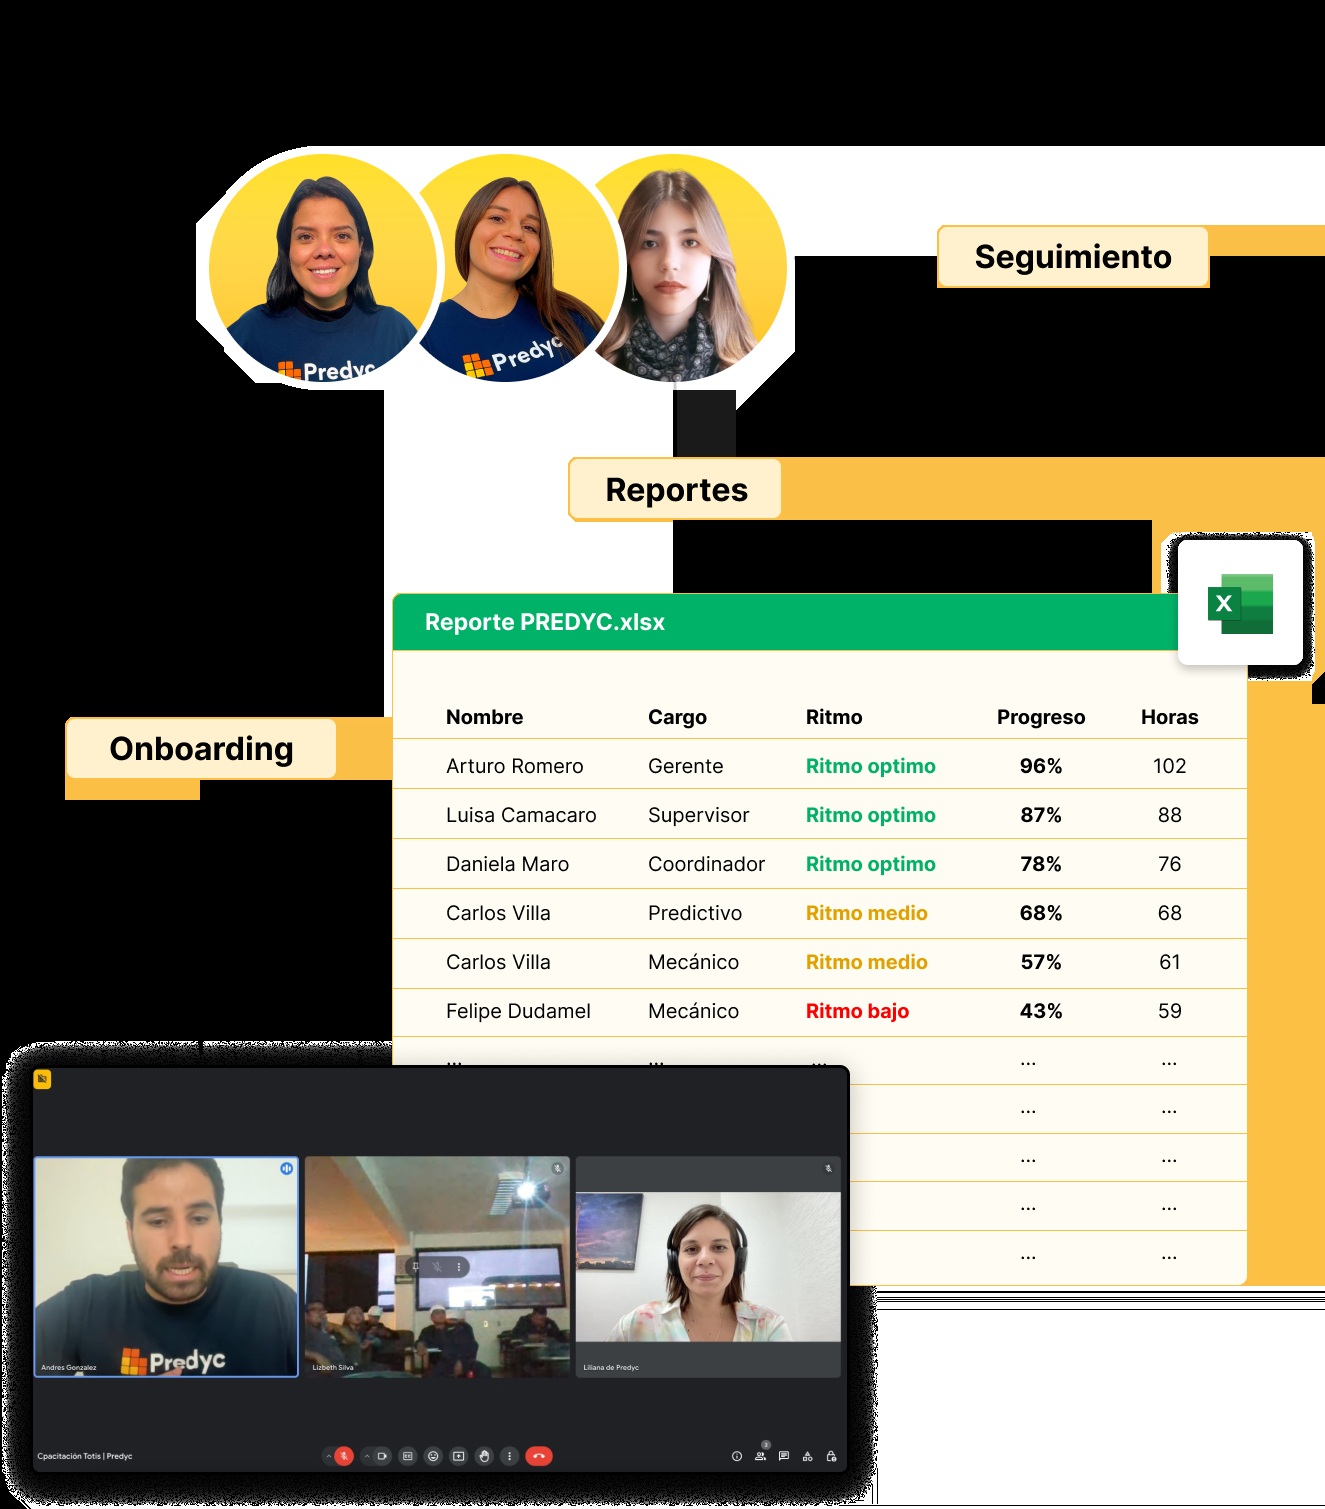 Predyc
Predyc
Seguimiento
Reportes
Reporte PREDYC.xlsx
X
Onboarding
Nombre Cargo Ritmo Progreso Horas
Arturo Romero Gerente Ritmo optimo 96% 102
Luisa Camacaro Supervisor Ritmo optimo 87% 88
Daniela Maro Coordinador Ritmo optimo 78% 76
Carlos Villa Predictivo Ritmo medio 68% 68
Carlos Villa Mecánico Ritmo medio 57% 61
Felipe Dudamel Mecánico Ritmo bajo 43% 59
... ... ... ... ...
... ...
... ...
... ...
... ...
Predyc
Andres Gonzalez
Lizbeth Silva
Liliana de Predyc
Cpacitación Totis | Predyc
3